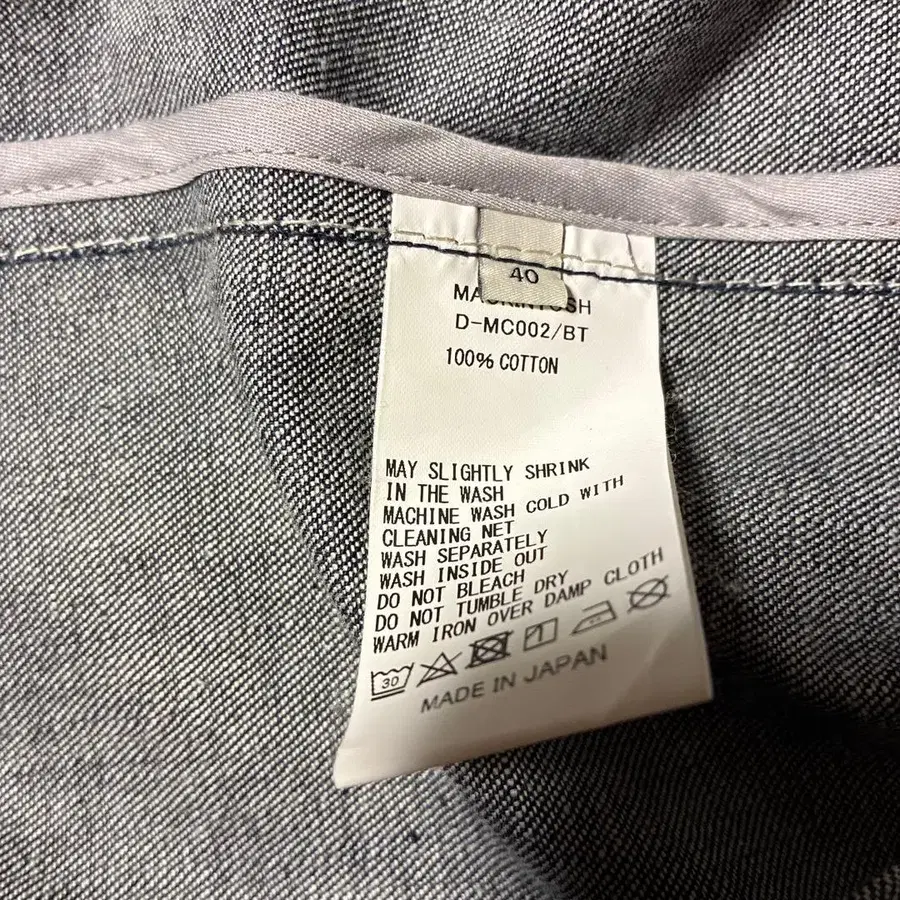 40
MACKINTOSH
D-MC002/BT
100% COTTON
MAY SLIGHTLY SHRINK
IN THE WASH
MACHINE WASH COLD WITH
CLEANING NET
WASH SEPARATELY
WASH INSIDE OUT
DO NOT BLEACH
DO NOT TUMBLE DRY
WARM IRON OVER DAMP CLOTH
30
MADE IN JAPAN